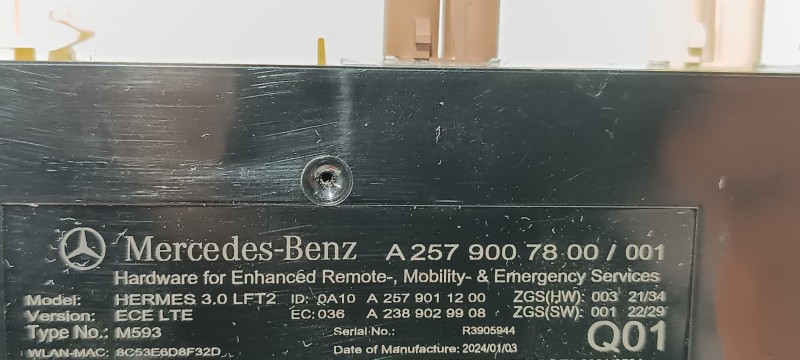 Mercedes-Benz A 257 900 78 00 / 001
Hardware for Enhanced Remote-, Mobility- & Emergency Services
Model: HERMES 3.0 LFT2 ID: 0A10 A 257 901 12 00 ZGS(HW): 003 21/34
Version: ECE LTE EC: 036 A 238 902 99 08 ZGS(SW): 001 22/29
Type No.: M593 Serial No.: R3905944 Q01
WLAN-MAC: 8C53E6D8F32D Date of Manufacture: 2024/01/03